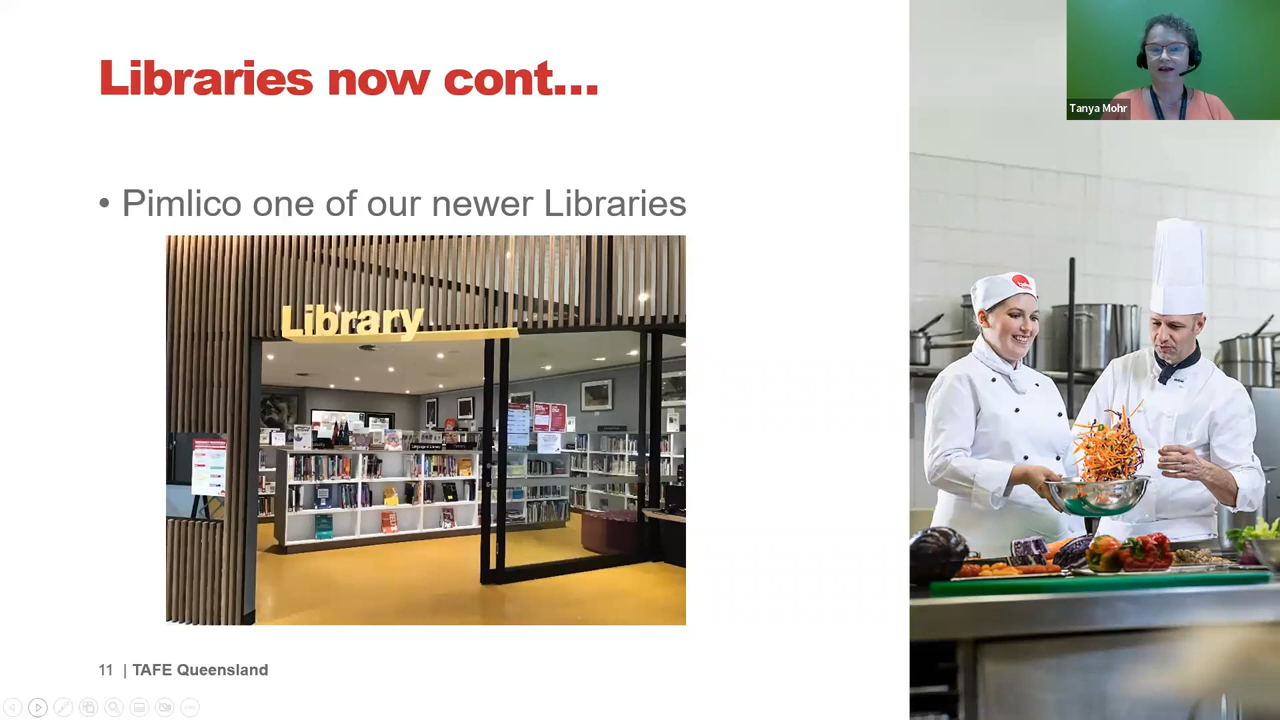 Libraries now cont...
Tanya Mohr
• Pimlico one of our newer Libraries
Library
11 | TAFE Queensland